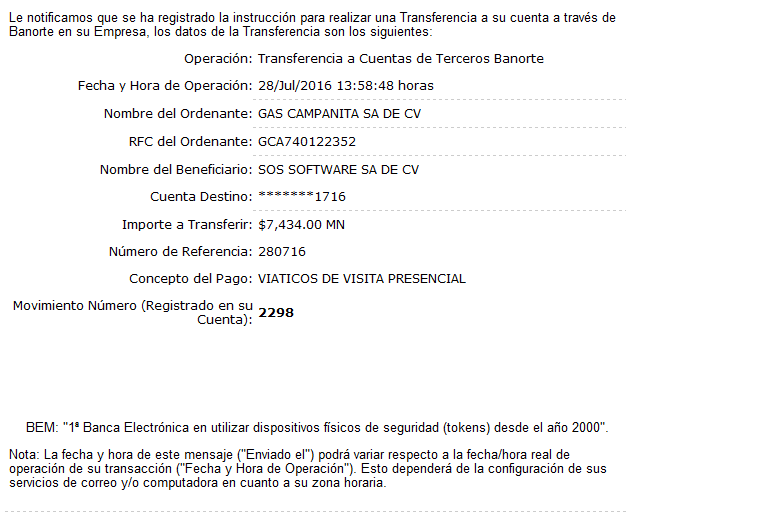 Le notificamos que se ha registrado la instrucción para realizar una Transferencia a su cuenta a través de
Banorte en su Empresa, los datos de la Transferencia son los siguientes:
Operación: Transferencia a Cuentas de Terceros Banorte
Fecha y Hora de Operación: 28/Jul/2016 13:58:48 horas
Nombre del Ordenante: GAS CAMPANITA SA DE CV
RFC del Ordenante: GCA740122352
Nombre del Beneficiario: SOS SOFTWARE SA DE CV
Cuenta Destino: *******1716
Importe a Transferir: $7,434.00 MN
Número de Referencia: 280716
Concepto del Pago: VIATICOS DE VISITA PRESENCIAL
Movimiento Número (Registrado en su
Cuenta): 2298
BEM: "1ª Banca Electrónica en utilizar dispositivos físicos de seguridad (tokens) desde el año 2000".
Nota: La fecha y hora de este mensaje ("Enviado el") podrá variar respecto a la fecha/hora real de
operación de su transacción ("Fecha y Hora de Operación"). Esto dependerá de la configuración de sus
servicios de correo y/o computadora en cuanto a su zona horaria.